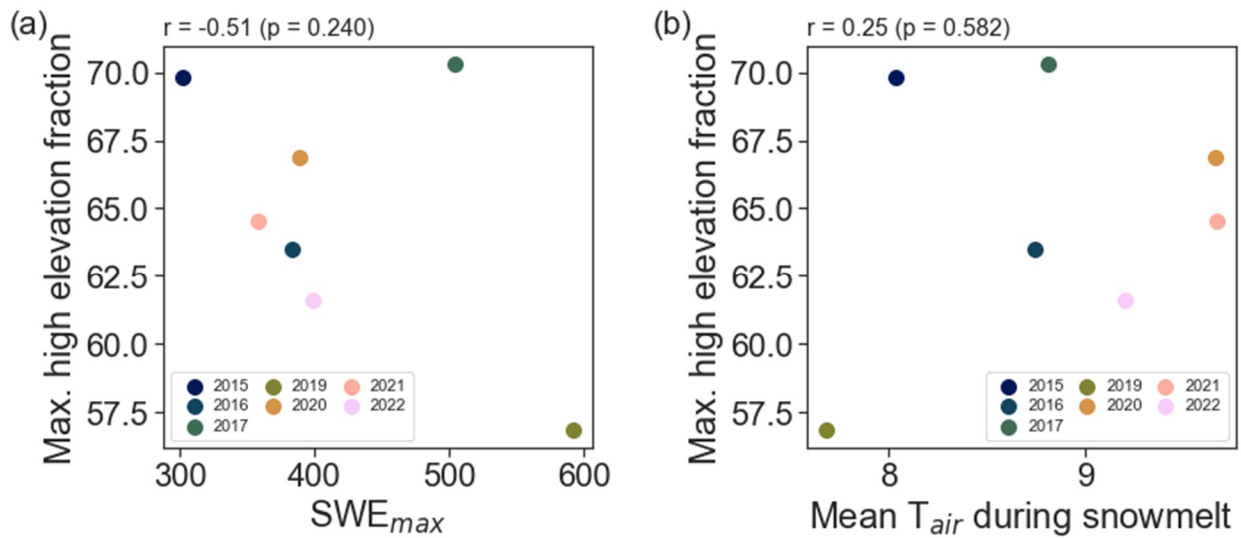 (a)
r = -0.51 (p = 0.240)
Max. high elevation fraction
70.0
67.5
65.0
62.5
60.0
57.5
2015 2019 2021
2016 2020 2022
2017
300 400 500 600
SWEmax
(b)
r = 0.25 (p = 0.582)
Max. high elevation fraction
70.0
67.5
65.0
62.5
60.0
57.5
2015 2019 2021
2016 2020 2022
2017
8 9
Mean Tair during snowmelt